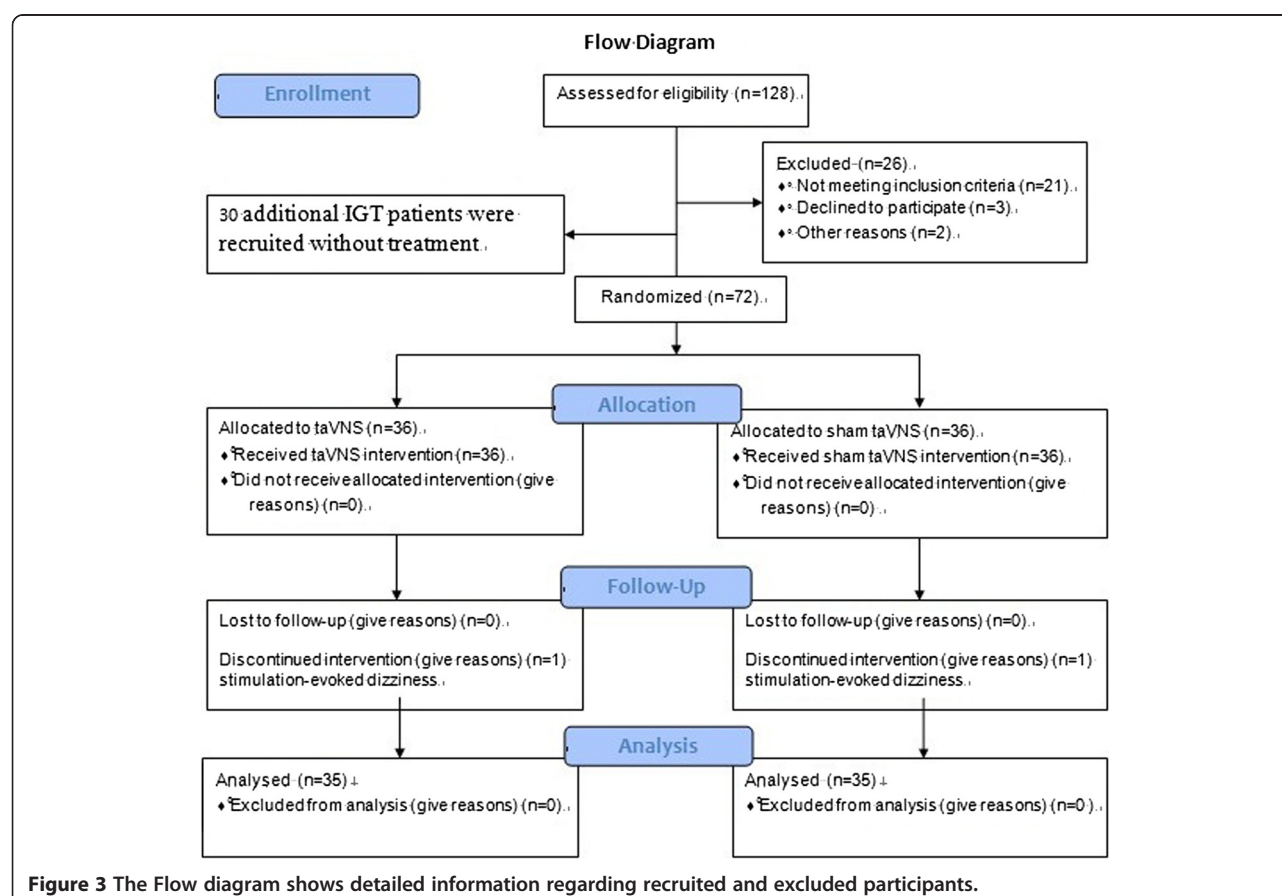 Flow Diagram
Enrollment
Assessed for eligibility (n=128)
Excluded (n=26)
♦ Not meeting inclusion criteria (n=21)
♦ Declined to participate (n=3)
♦ Other reasons (n=2)
30 additional IGT patients were
recruited without treatment
Randomized (n=72)
Allocation
Allocated to taVNS (n=36)
♦ Received taVNS intervention (n=36)
♦ Did not receive allocated intervention (give
reasons) (n=0)
Allocated to sham taVNS (n=36)
♦ Received sham taVNS intervention (n=36)
♦ Did not receive allocated intervention (give
reasons) (n=0)
Follow-Up
Lost to follow-up (give reasons) (n=0)
Discontinued intervention (give reasons) (n=1)
stimulation-evoked dizziness
Lost to follow-up (give reasons) (n=0)
Discontinued intervention (give reasons) (n=1)
stimulation-evoked dizziness
Analysis
Analysed (n=35)
♦ Excluded from analysis (give reasons) (n=0)
Analysed (n=35)
♦ Excluded from analysis (give reasons) (n=0)
Figure 3 The Flow diagram shows detailed information regarding recruited and excluded participants.